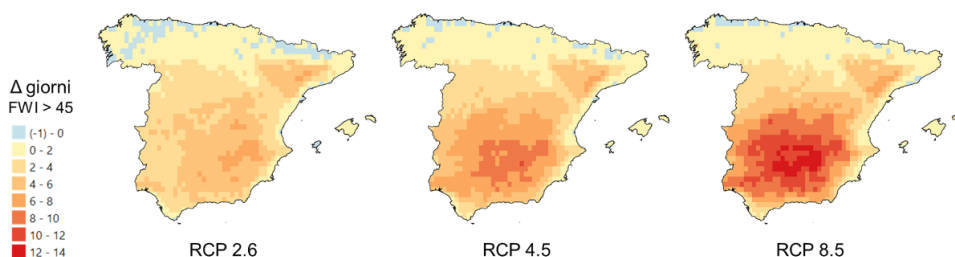 Δ giorni
FWI > 45
(-1) - 0
0 - 2
2 - 4
4 - 6
6 - 8
8 - 10
10 - 12
12 - 14
RCP 2.6
RCP 4.5
RCP 8.5